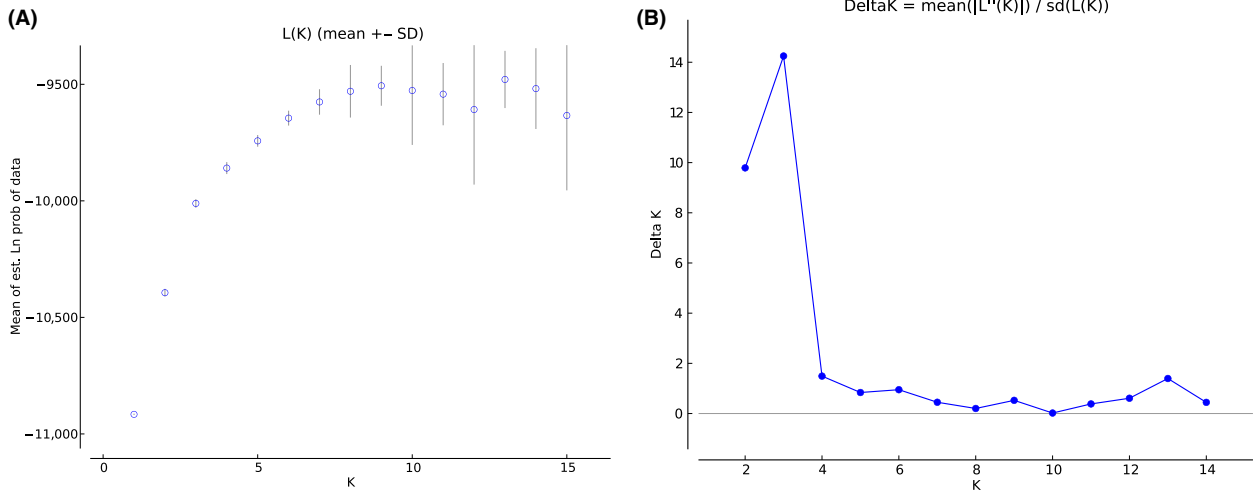 (A)
L(K) (mean +− SD)
Mean of est. Ln prob of data
−9500
−10,000
−10,500
−11,000
0 5 10 15
K
(B)
DeltaK = mean(|L"(K)|) / sd(L(K))
Delta K
14
12
10
8
6
4
2
0
2 4 6 8 10 12 14
K